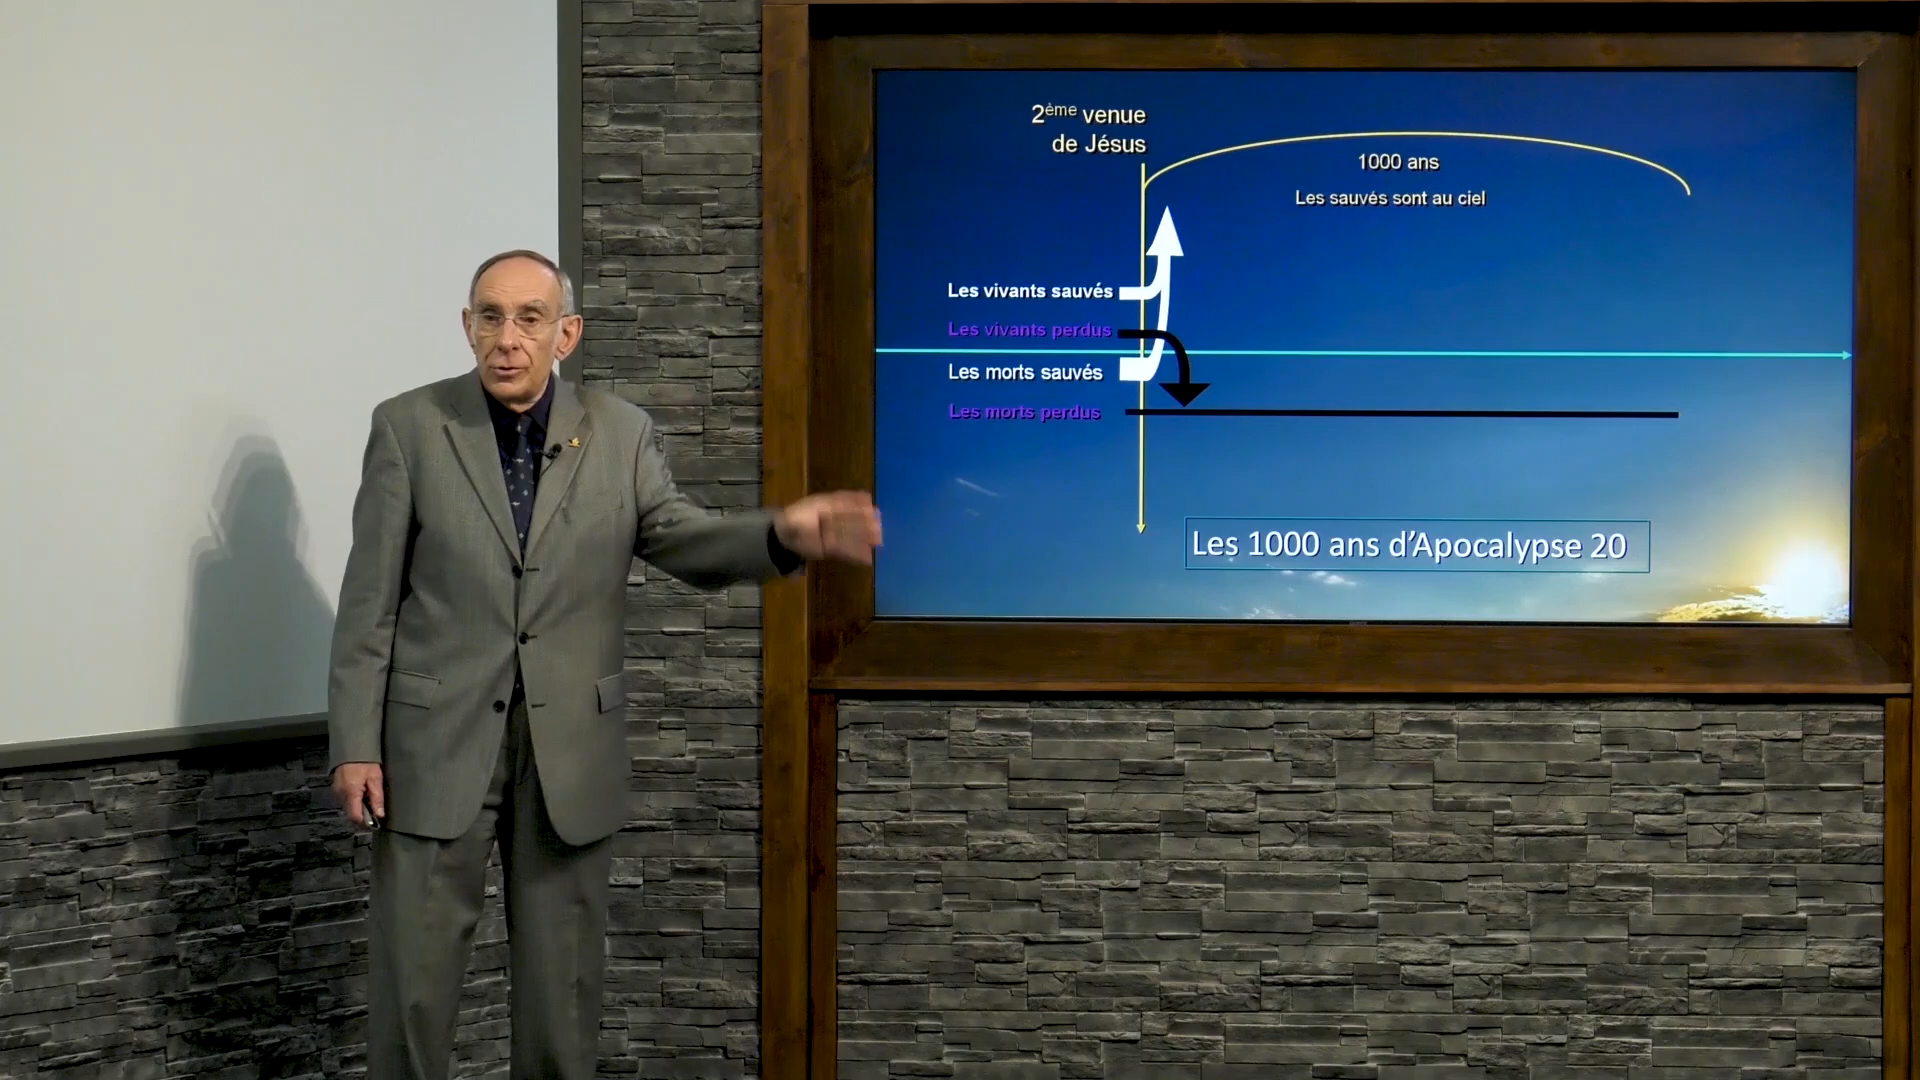 2ème venue
de Jésus
1000 ans
Les sauvés sont au ciel
Les vivants sauvés
Les vivants perdus
Les morts sauvés
Les morts perdus
Les 1000 ans d’Apocalypse 20